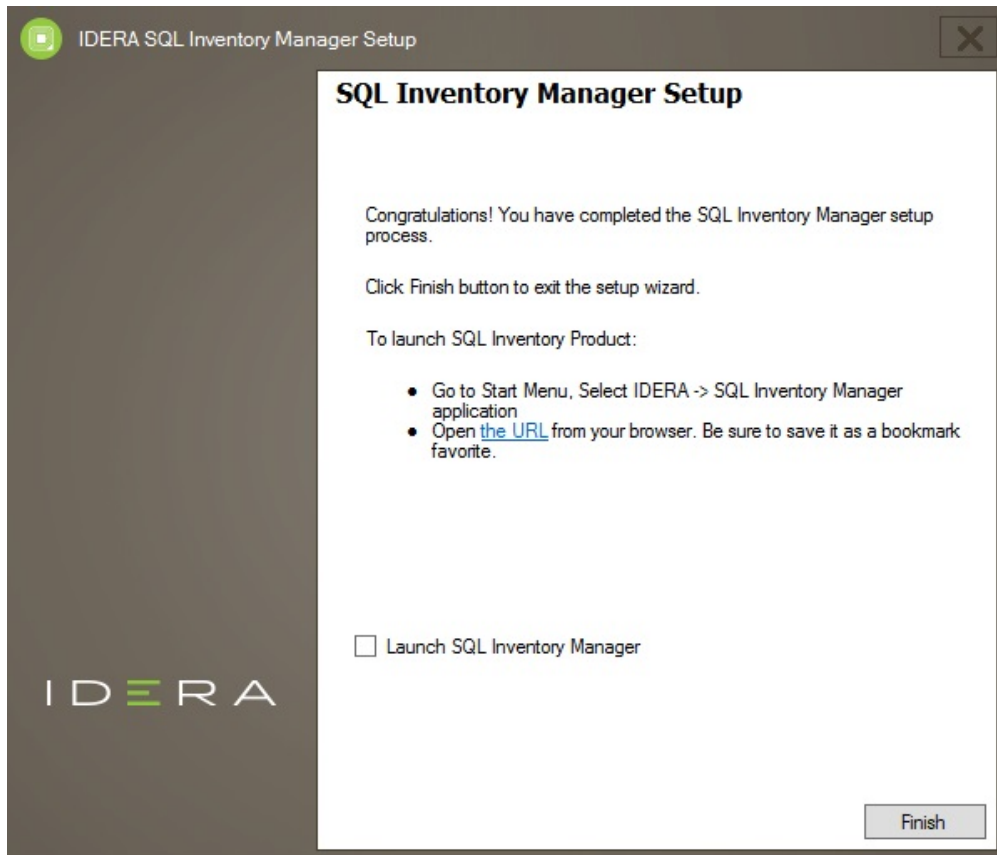 IDERA SQL Inventory Manager Setup
SQL Inventory Manager Setup
Congratulations! You have completed the SQL Inventory Manager setup
process.
Click Finish button to exit the setup wizard.
To launch SQL Inventory Product:
● Go to Start Menu, Select IDERA -> SQL Inventory Manager
application
● Open the URL from your browser. Be sure to save it as a bookmark
favorite.
Launch SQL Inventory Manager
IDERA
Finish